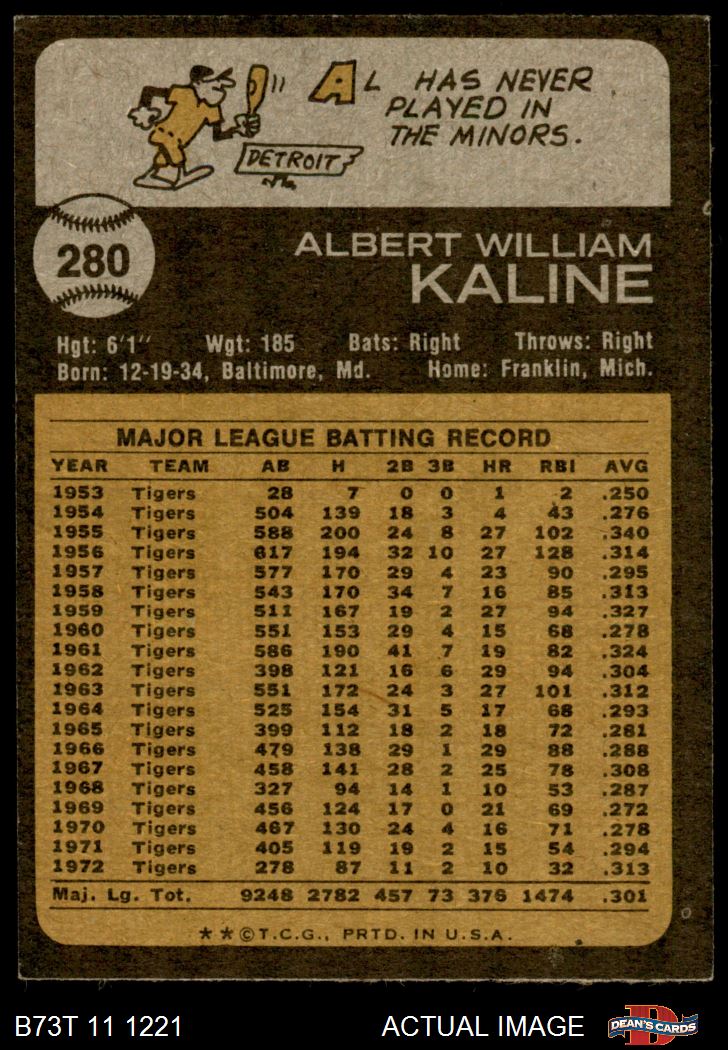 AL HAS NEVER
PLAYED IN
THE MINORS.
DETROIT
280
ALBERT WILLIAM
KALINE
Hgt: 6'1" Wgt: 185 Bats: Right Throws: Right
Born: 12-19-34, Baltimore, Md. Home: Franklin, Mich.
MAJOR LEAGUE BATTING RECORD
YEAR TEAM AB H 2B 3B HR RBI AVG
1953 Tigers 28 7 0 0 1 2 .250
1954 Tigers 504 139 18 3 4 43 .276
1955 Tigers 588 200 24 8 27 102 .340
1956 Tigers 617 194 32 10 27 128 .314
1957 Tigers 577 170 29 4 23 90 .295
1958 Tigers 543 170 34 7 16 85 .313
1959 Tigers 511 167 19 2 27 94 .327
1960 Tigers 551 153 29 4 15 68 .278
1961 Tigers 586 190 41 7 19 82 .324
1962 Tigers 398 121 16 6 29 94 .304
1963 Tigers 551 172 24 3 27 101 .312
1964 Tigers 525 154 31 5 17 68 .293
1965 Tigers 399 112 18 2 18 72 .281
1966 Tigers 479 138 29 1 29 88 .288
1967 Tigers 458 141 28 2 25 78 .308
1968 Tigers 327 94 14 1 10 53 .287
1969 Tigers 456 124 17 0 21 69 .272
1970 Tigers 467 130 24 4 16 71 .278
1971 Tigers 405 119 19 2 15 54 .294
1972 Tigers 278 87 11 2 10 32 .313
Maj. Lg. Tot. 9248 2782 457 73 376 1474 .301
★★©T.C.G., PRTD. IN U.S.A.
B73T 11 1221 ACTUAL IMAGE
D
DEAN'S CARDS